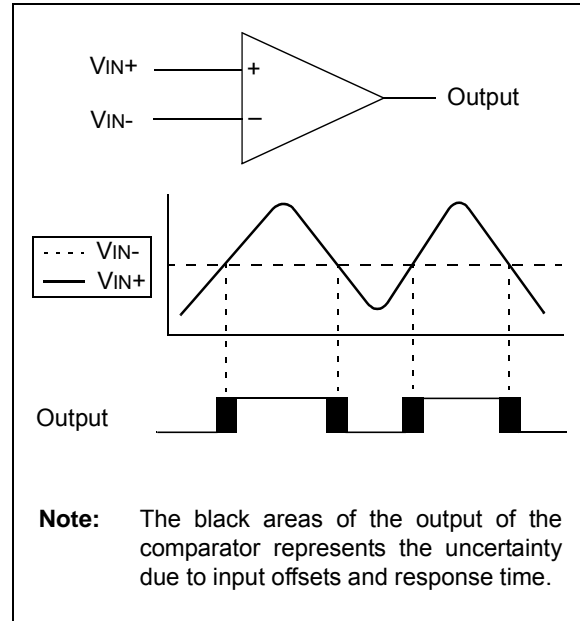 VIN+
+
Output
VIN-
–
VIN-
VIN+
Output
Note: The black areas of the output of the
comparator represents the uncertainty
due to input offsets and response time.